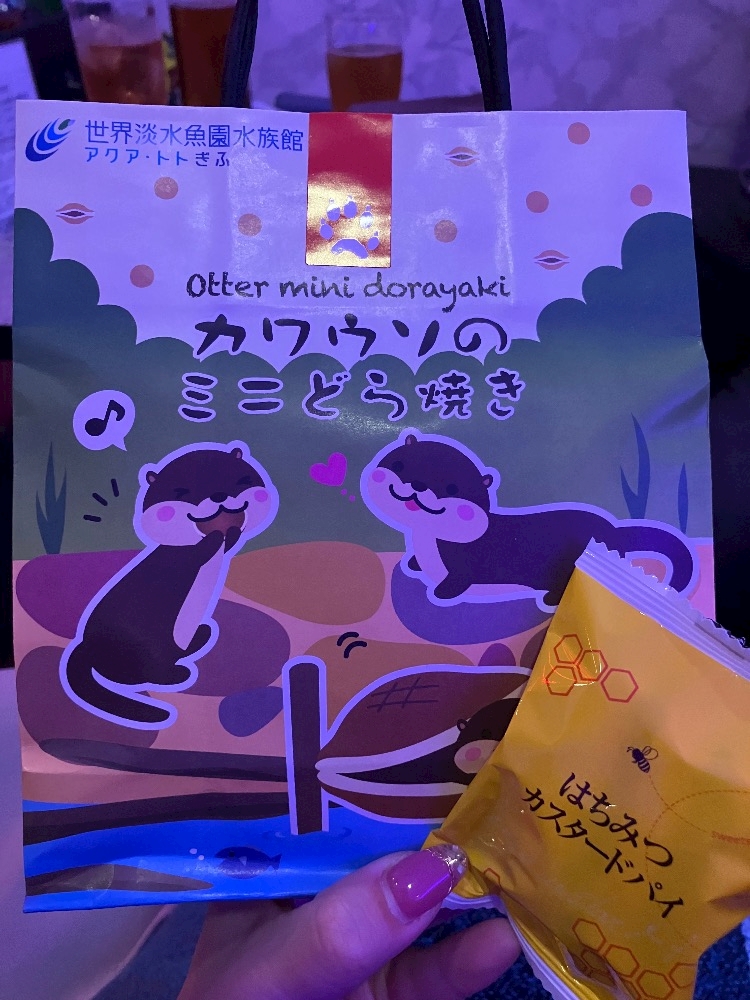 世界淡水魚園水族館
アクア・トトぎふ
Otter mini dorayaki
カワウソの
ミニどら焼き
はちみつ
カスタードパイ